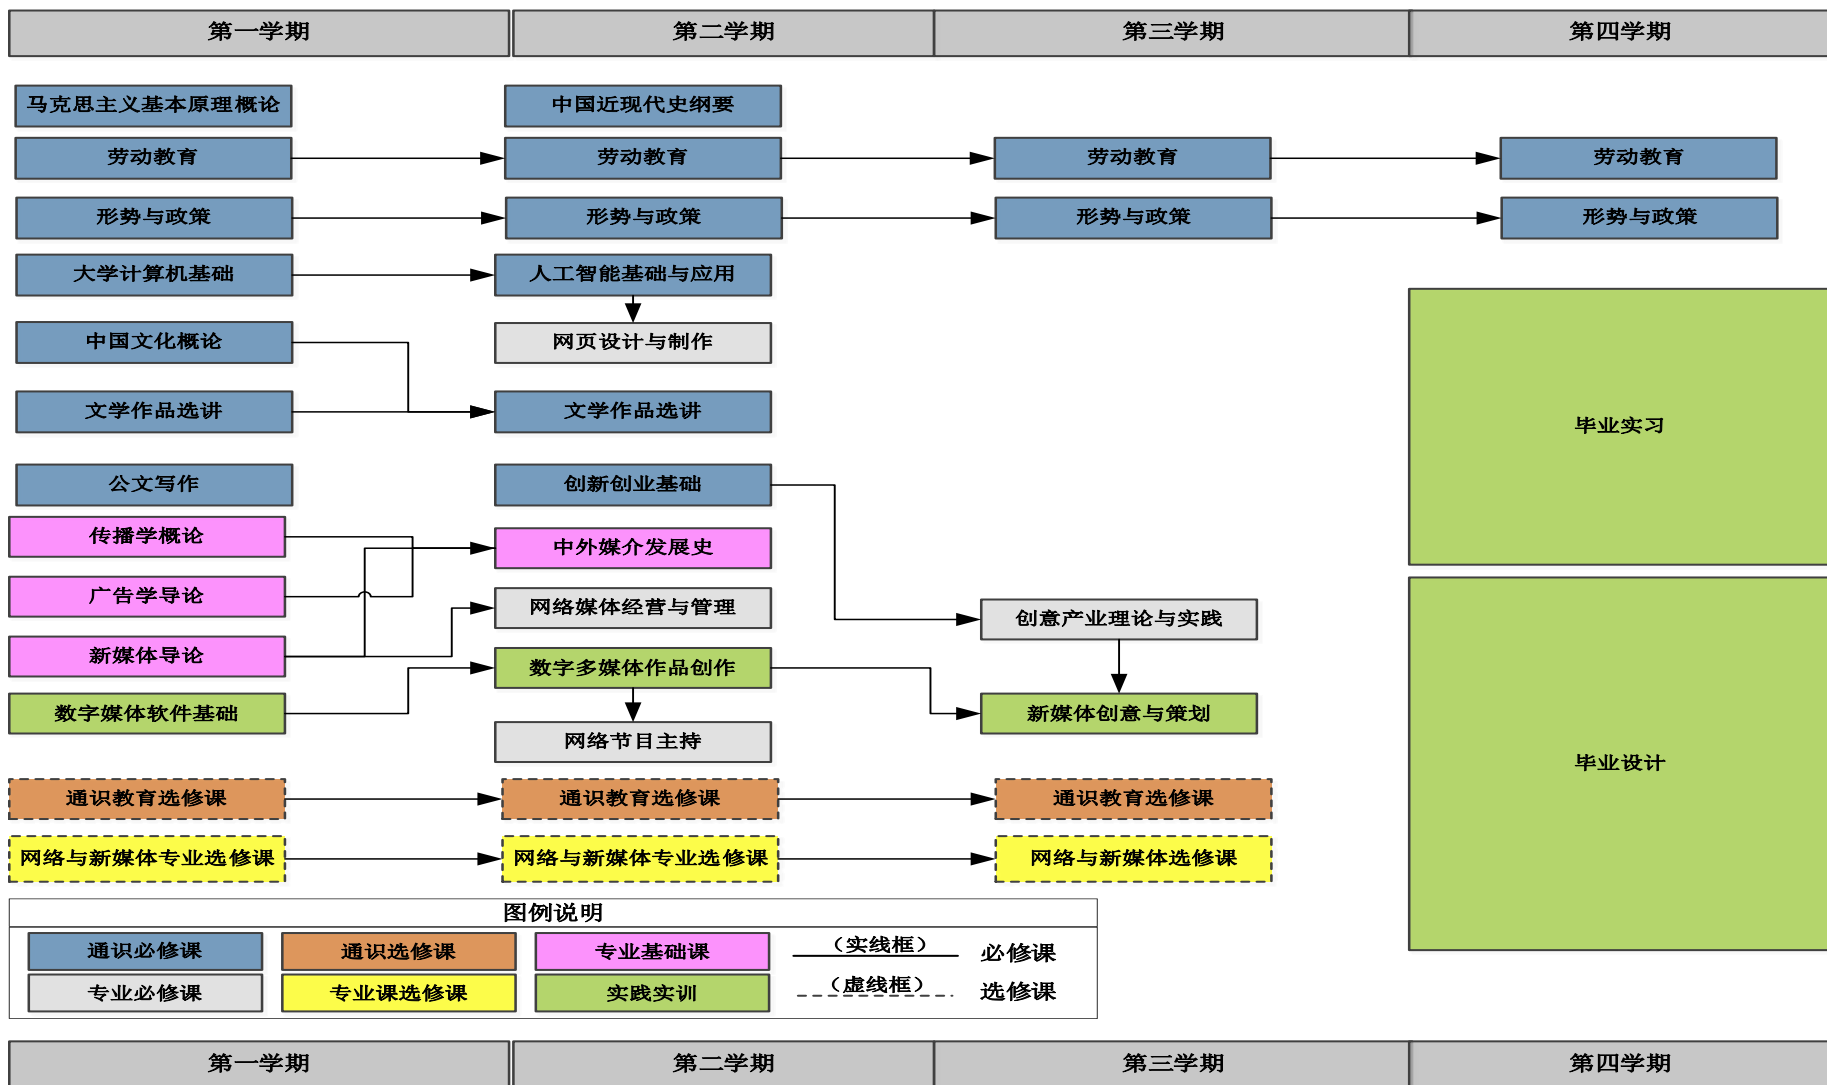 第一学期 第二学期 第三学期 第四学期
马克思主义基本原理概论 中国近现代史纲要
劳动教育 劳动教育 劳动教育 劳动教育
形势与政策 形势与政策 形势与政策 形势与政策
大学计算机基础 人工智能基础与应用
中国文化概论 网页设计与制作
文学作品选讲 文学作品选讲
毕业实习
公文写作 创新创业基础
传播学概论 中外媒介发展史
广告学导论 网络媒体经营与管理 创意产业理论与实践
新媒体导论 数字多媒体作品创作
数字媒体软件基础 新媒体创意与策划
网络节目主持
毕业设计
通识教育选修课 通识教育选修课 通识教育选修课
网络与新媒体专业选修课 网络与新媒体专业选修课 网络与新媒体选修课
图例说明
通识必修课 通识选修课 专业基础课 （实线框） 必修课
专业必修课 专业课选修课 实践实训 （虚线框） 选修课
第一学期 第二学期 第三学期 第四学期